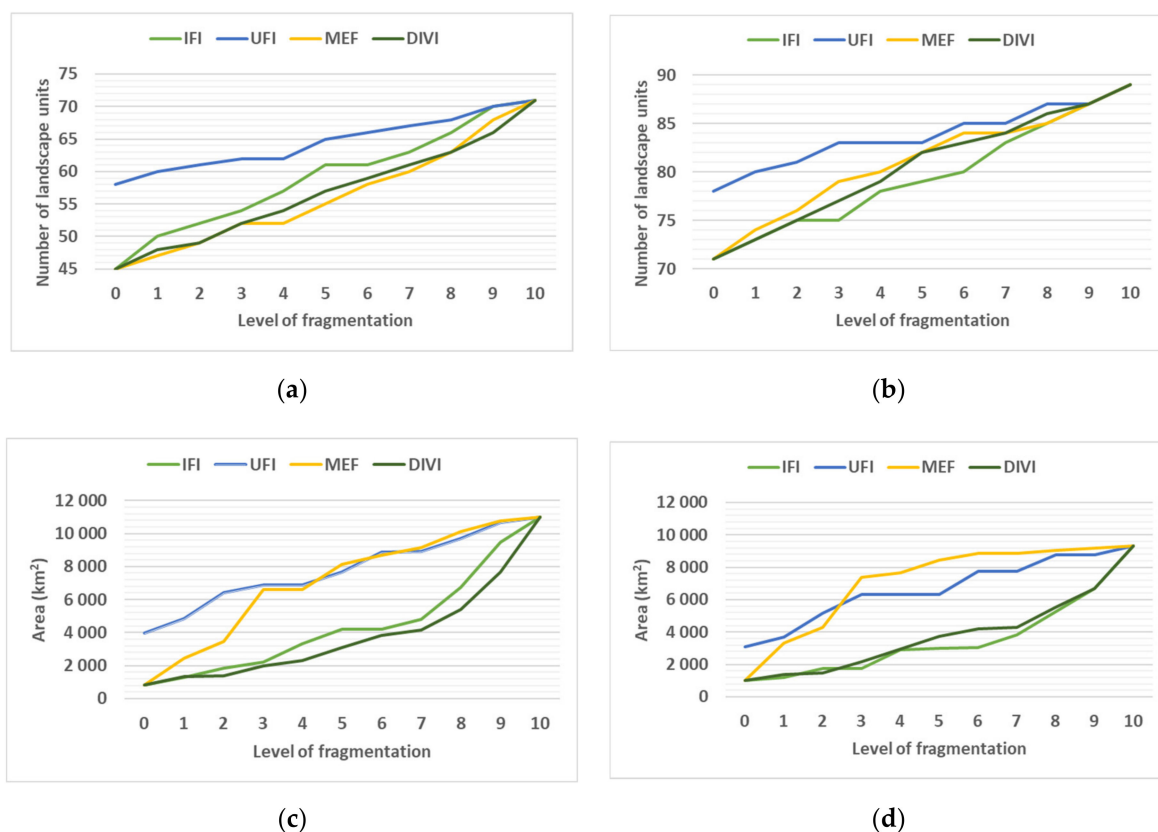 IFI UFI MEF DIVI
75
70
65
60
55
50
45
Number of landscape units
0 1 2 3 4 5 6 7 8 9 10
Level of fragmentation
(a)
IFI UFI MEF DIVI
90
85
80
75
70
Number of landscape units
0 1 2 3 4 5 6 7 8 9 10
Level of fragmentation
(b)
IFI UFI MEF DIVI
12 000
10 000
8 000
6 000
4 000
2 000
0
Area (km²)
0 1 2 3 4 5 6 7 8 9 10
Level of fragmentation
(c)
IFI UFI MEF DIVI
12 000
10 000
8 000
6 000
4 000
2 000
0
Area (km²)
0 1 2 3 4 5 6 7 8 9 10
Level of fragmentation
(d)